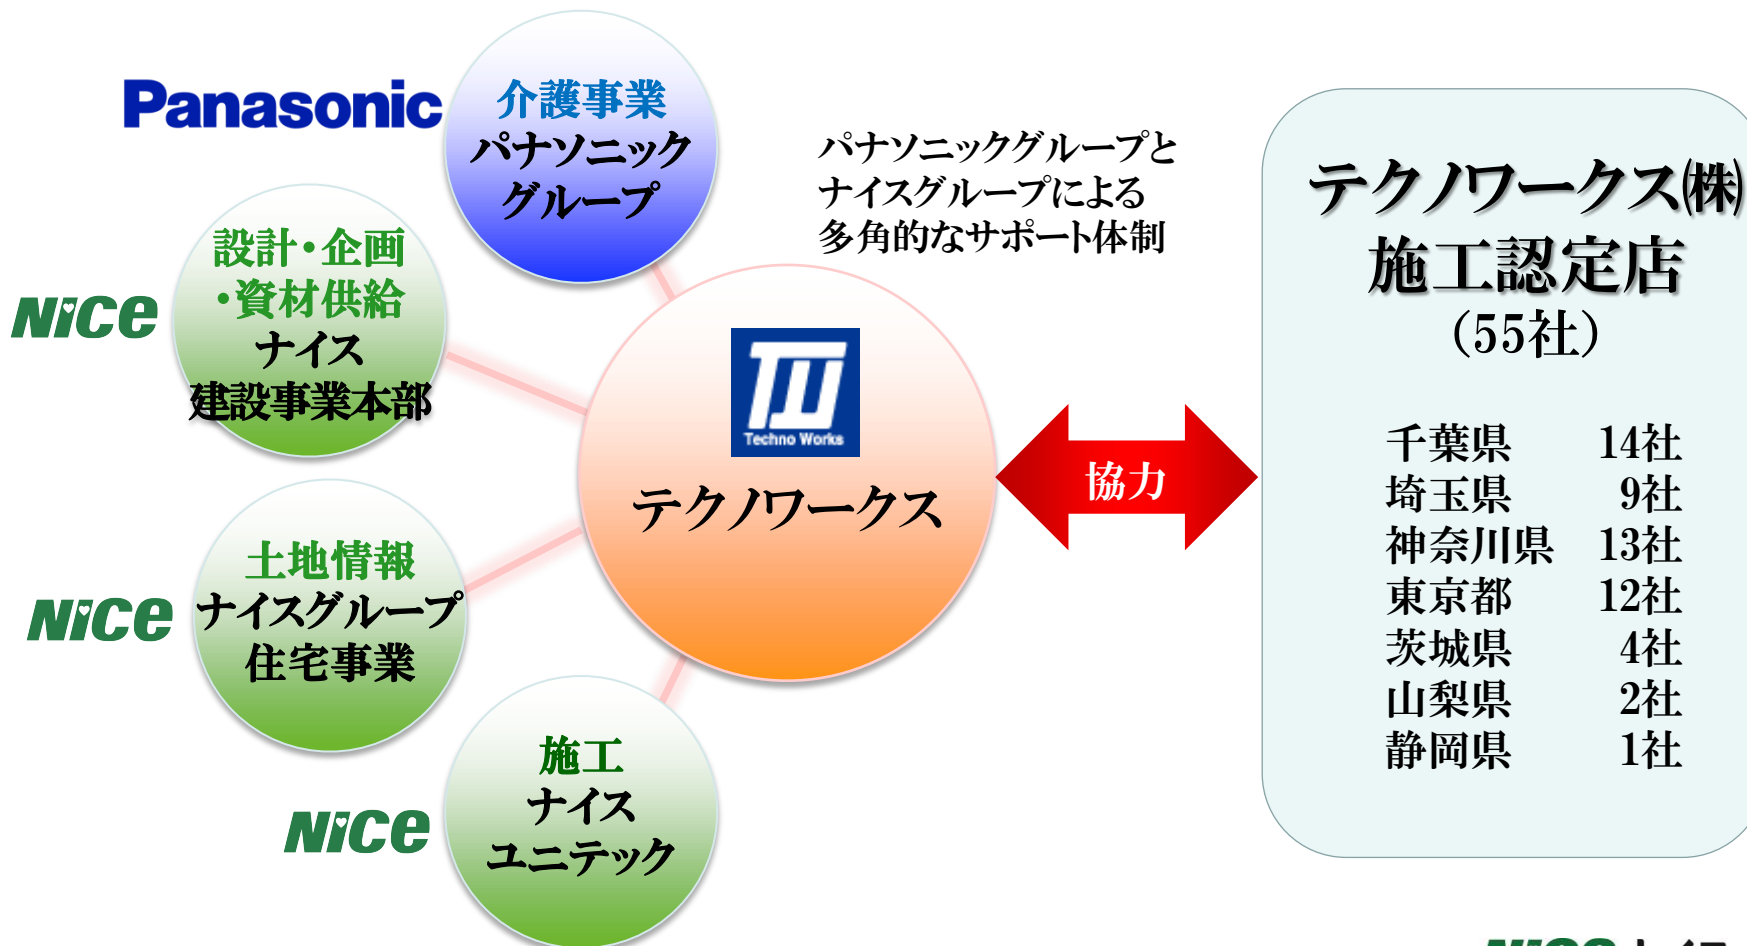 Panasonic
介護事業
パナソニック
グループ
パナソニックグループと
ナイスグループによる
多角的なサポート体制
NiCe
設計・企画
・資材供給
ナイス
建設事業本部
TW
Techno Works
テクノワークス
協力
NiCe
土地情報
ナイスグループ
住宅事業
NiCe
施工
ナイス
ユニテック
テクノワークス㈱
施工認定店
（55社）
千葉県 14社
埼玉県 9社
神奈川県 13社
東京都 12社
茨城県 4社
山梨県 2社
静岡県 1社